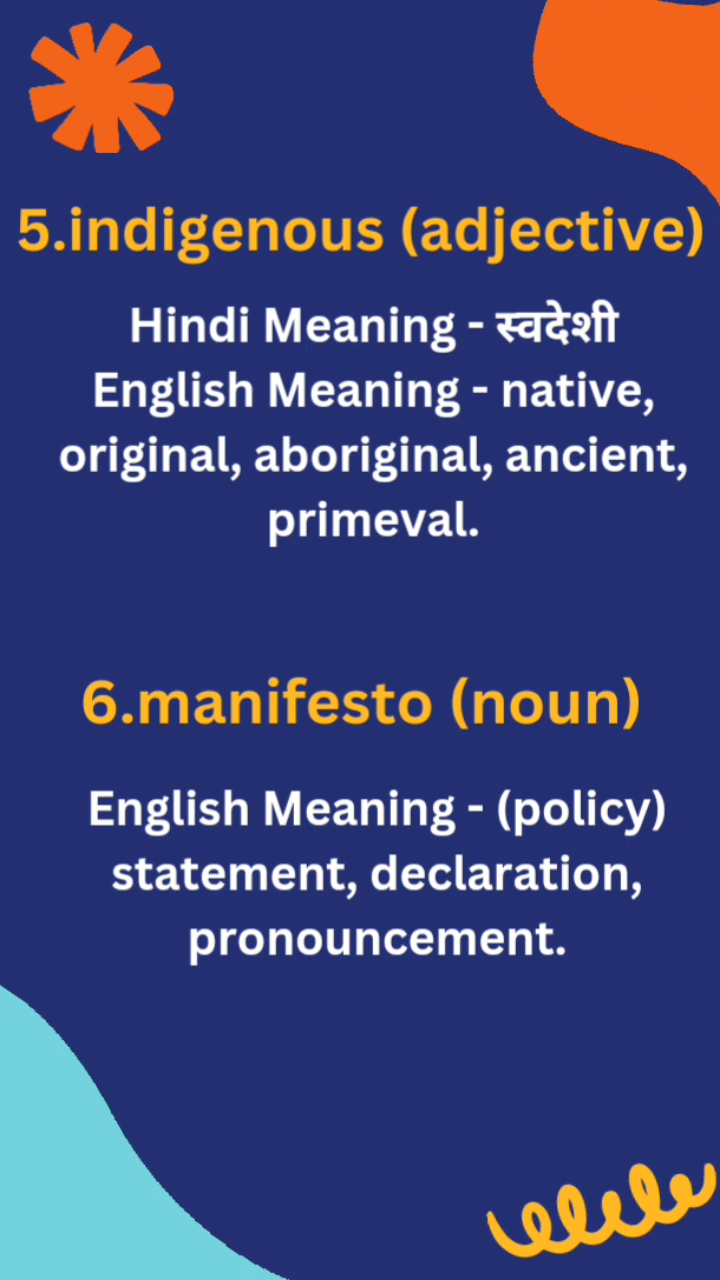 5.indigenous (adjective)
Hindi Meaning - स्वदेशी
English Meaning - native,
original, aboriginal, ancient,
primeval.
6.manifesto (noun)
English Meaning - (policy)
statement, declaration,
pronouncement.